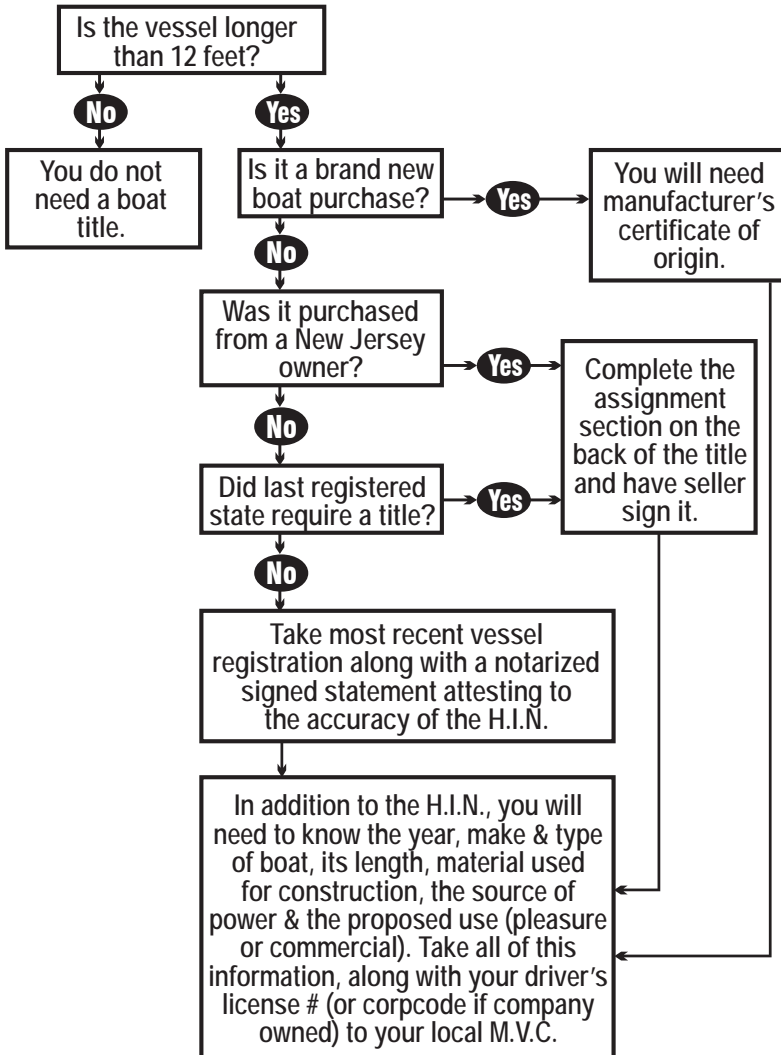 Is the vessel longer
than 12 feet?
No
Yes
You do not
need a boat
title.
Is it a brand new
boat purchase?
Yes
You will need
manufacturer's
certificate of
origin.
No
Was it purchased
from a New Jersey
owner?
Yes
Complete the
assignment
section on the
back of the title
and have seller
sign it.
No
Did last registered
state require a title?
Yes
No
Take most recent vessel
registration along with a notarized
signed statement attesting to
the accuracy of the H.I.N.
In addition to the H.I.N., you will
need to know the year, make & type
of boat, its length, material used
for construction, the source of
power & the proposed use (pleasure
or commercial). Take all of this
information, along with your driver's
license # (or corpcode if company
owned) to your local M.V.C.